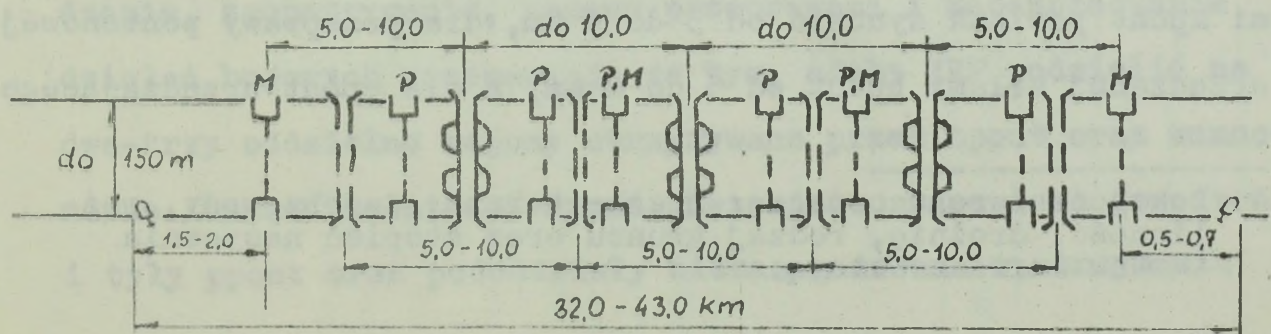 5,0-10,0 do 10,0 do 10,0 5,0-10,0
M P P P,M P P,M P M
do 150 m
1,5-2,0 5,0-10,0 5,0-10,0 5,0-10,0 0,5-0,7
32,0-43,0 km